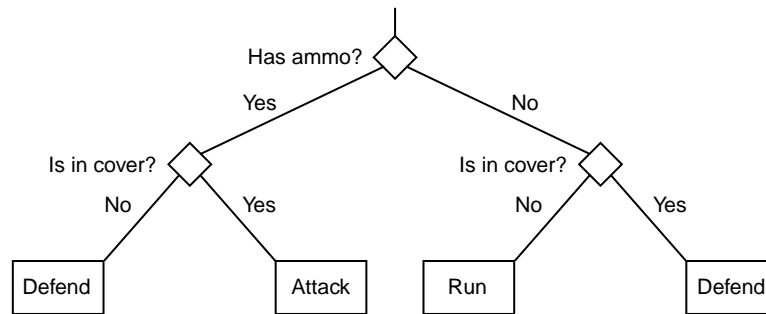 Has ammo?
Yes
No
Is in cover?
Is in cover?
No
Yes
No
Yes
Defend
Attack
Run
Defend